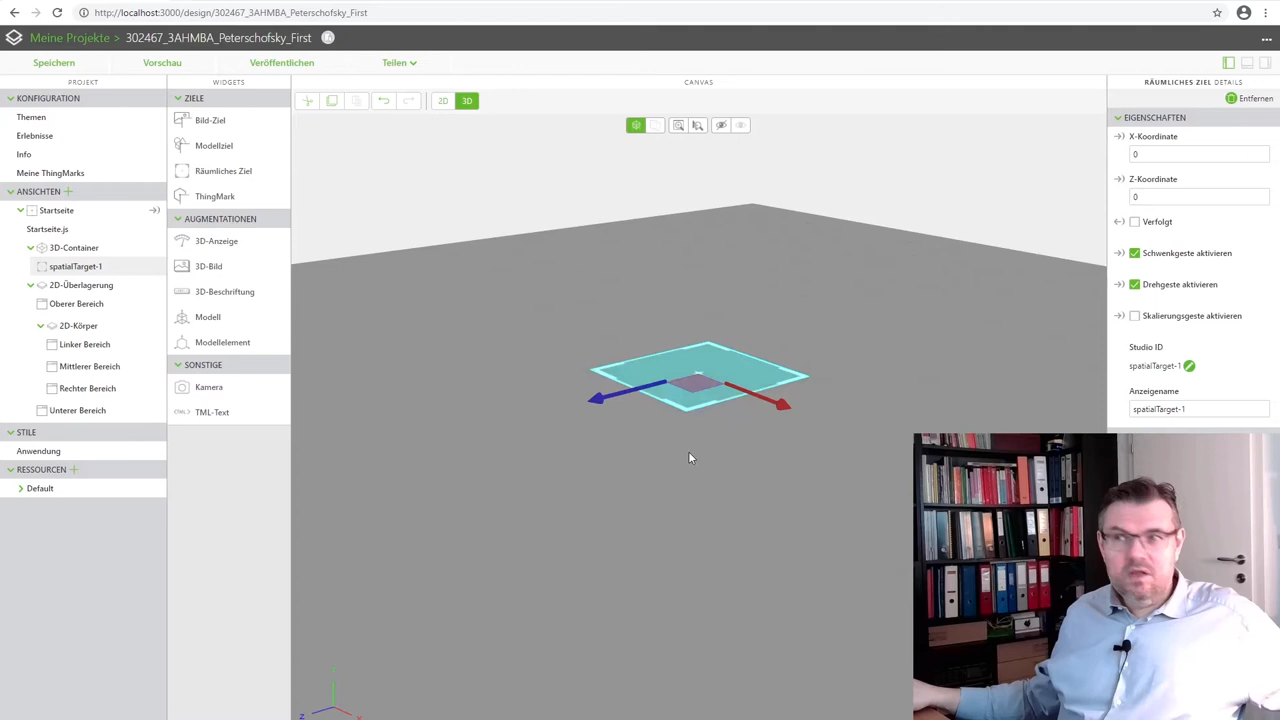 http://localhost:3000/design/302467_3AHMBA_Peterschofsky_First
Meine Projekte > 302467_3AHMBA_Peterschofsky_First
Speichern
Vorschau
Veröffentlichen
Teilen
PROJEKT
KONFIGURATION
Themen
Erlebnisse
Info
Meine ThingMarks
ANSICHTEN
Startseite
Startseite.js
3D-Container
spatialTarget-1
2D-Überlagerung
Oberer Bereich
2D-Körper
Linker Bereich
Mittlerer Bereich
Rechter Bereich
Unterer Bereich
STILE
Anwendung
RESSOURCEN
Default
WIDGETS
ZIELE
Bild-Ziel
Modellziel
Räumliches Ziel
ThingMark
AUGMENTATIONEN
3D-Anzeige
3D-Bild
3D-Beschriftung
Modell
Modellelement
SONSTIGE
Kamera
TML-Text
CANVAS
2D 3D
RÄUMLICHES ZIEL DETAILS
Entfernen
EIGENSCHAFTEN
X-Koordinate
0
Z-Koordinate
0
Verfolgt
Schwenkgeste aktivieren
Drehgeste aktivieren
Skalierungsgeste aktivieren
Studio ID
spatialTarget-1
Anzeigename
spatialTarget-1